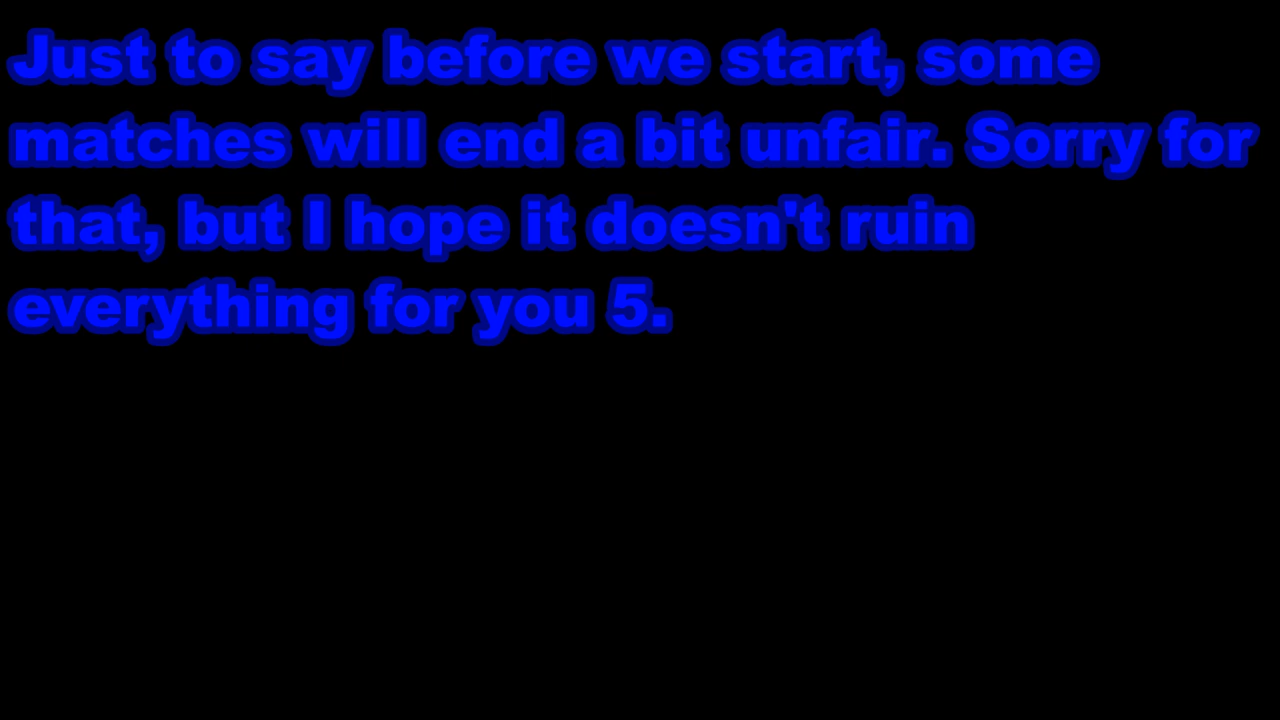 Just to say before we start, some
matches will end a bit unfair. Sorry for
that, but I hope it doesn't ruin
everything for you 5.